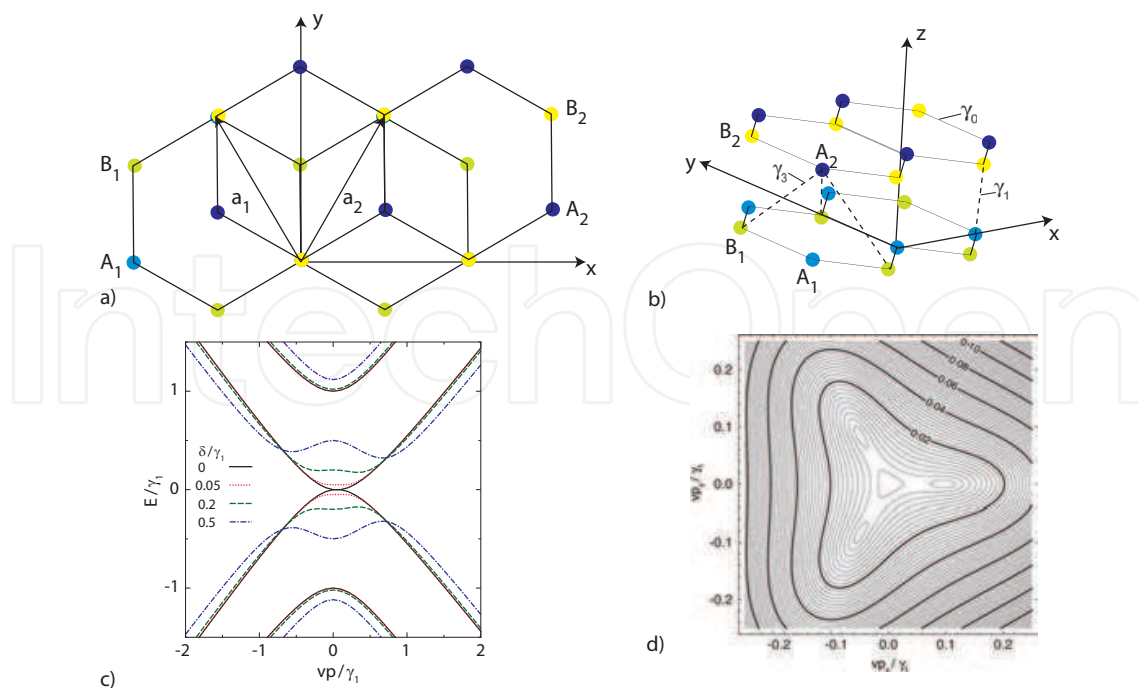 y
B₂
B₁
a₁
a₂
A₂
A₁
x
a)
z
γ₀
B₂
A₂
y
γ₃
γ₁
x
B₁
A₁
b)
IntechOpen
1
0
-1
E/γ₁
δ/γ₁
0
0.05
0.2
0.5
-2
-1
0
1
2
vp/γ₁
c)
0.2
0.1
0.0
-0.1
-0.2
0.10
0.08
0.06
0.04
0.02
-0.2
-0.1
0.0
0.1
0.2
d)